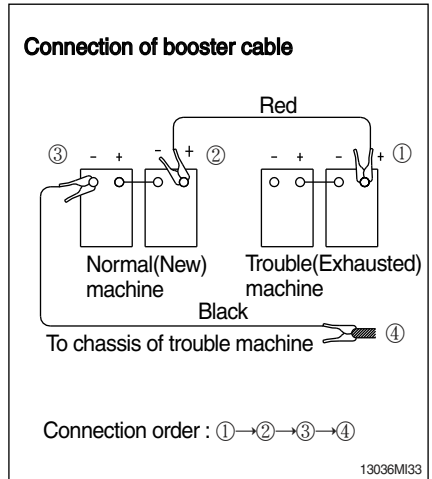 Connection of booster cable
Red
③ - + - + ② - + - + ①
Normal(New) Trouble(Exhausted)
machine machine
Black
To chassis of trouble machine ④
Connection order : ①→②→③→④
13036MI33